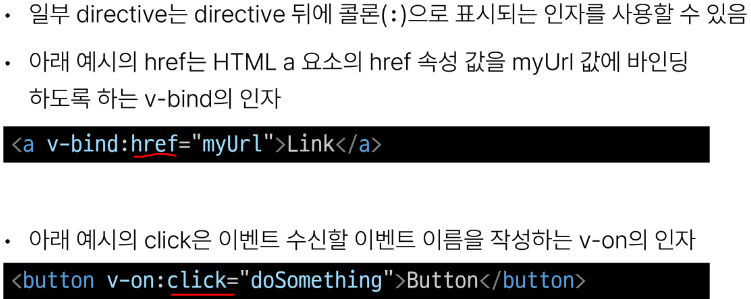 • 일부 directive는 directive 뒤에 콜론(:)으로 표시되는 인자를 사용할 수 있음
• 아래 예시의 href는 HTML a 요소의 href 속성 값을 myUrl 값에 바인딩
하도록 하는 v-bind의 인자
<a v-bind:href="myUrl">Link</a>
• 아래 예시의 click은 이벤트 수신할 이벤트 이름을 작성하는 v-on의 인자
<button v-on:click="doSomething">Button</button>